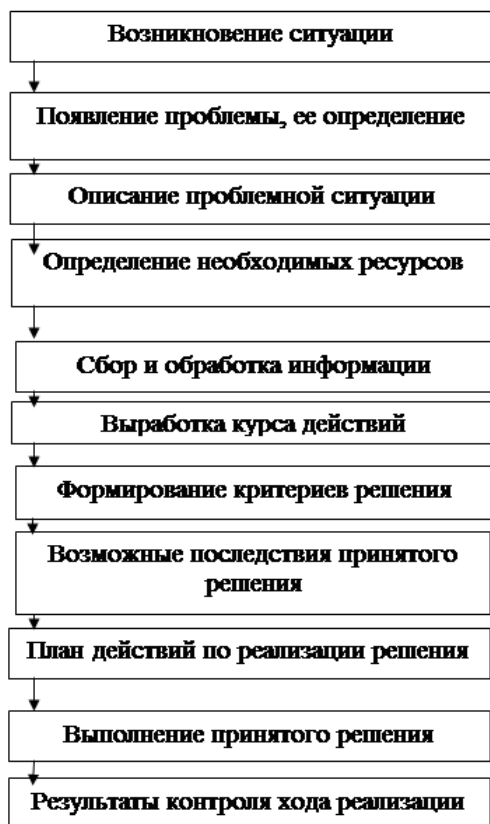 Возникновение ситуации
Появление проблемы, ее определение
Описание проблемной ситуации
Определение необходимых ресурсов
Сбор и обработка информации
Выработка курса действий
Формирование критериев решения
Возможные последствия принятого
решения
План действий по реализации решения
Выполнение принятого решения
Результаты контроля хода реализации